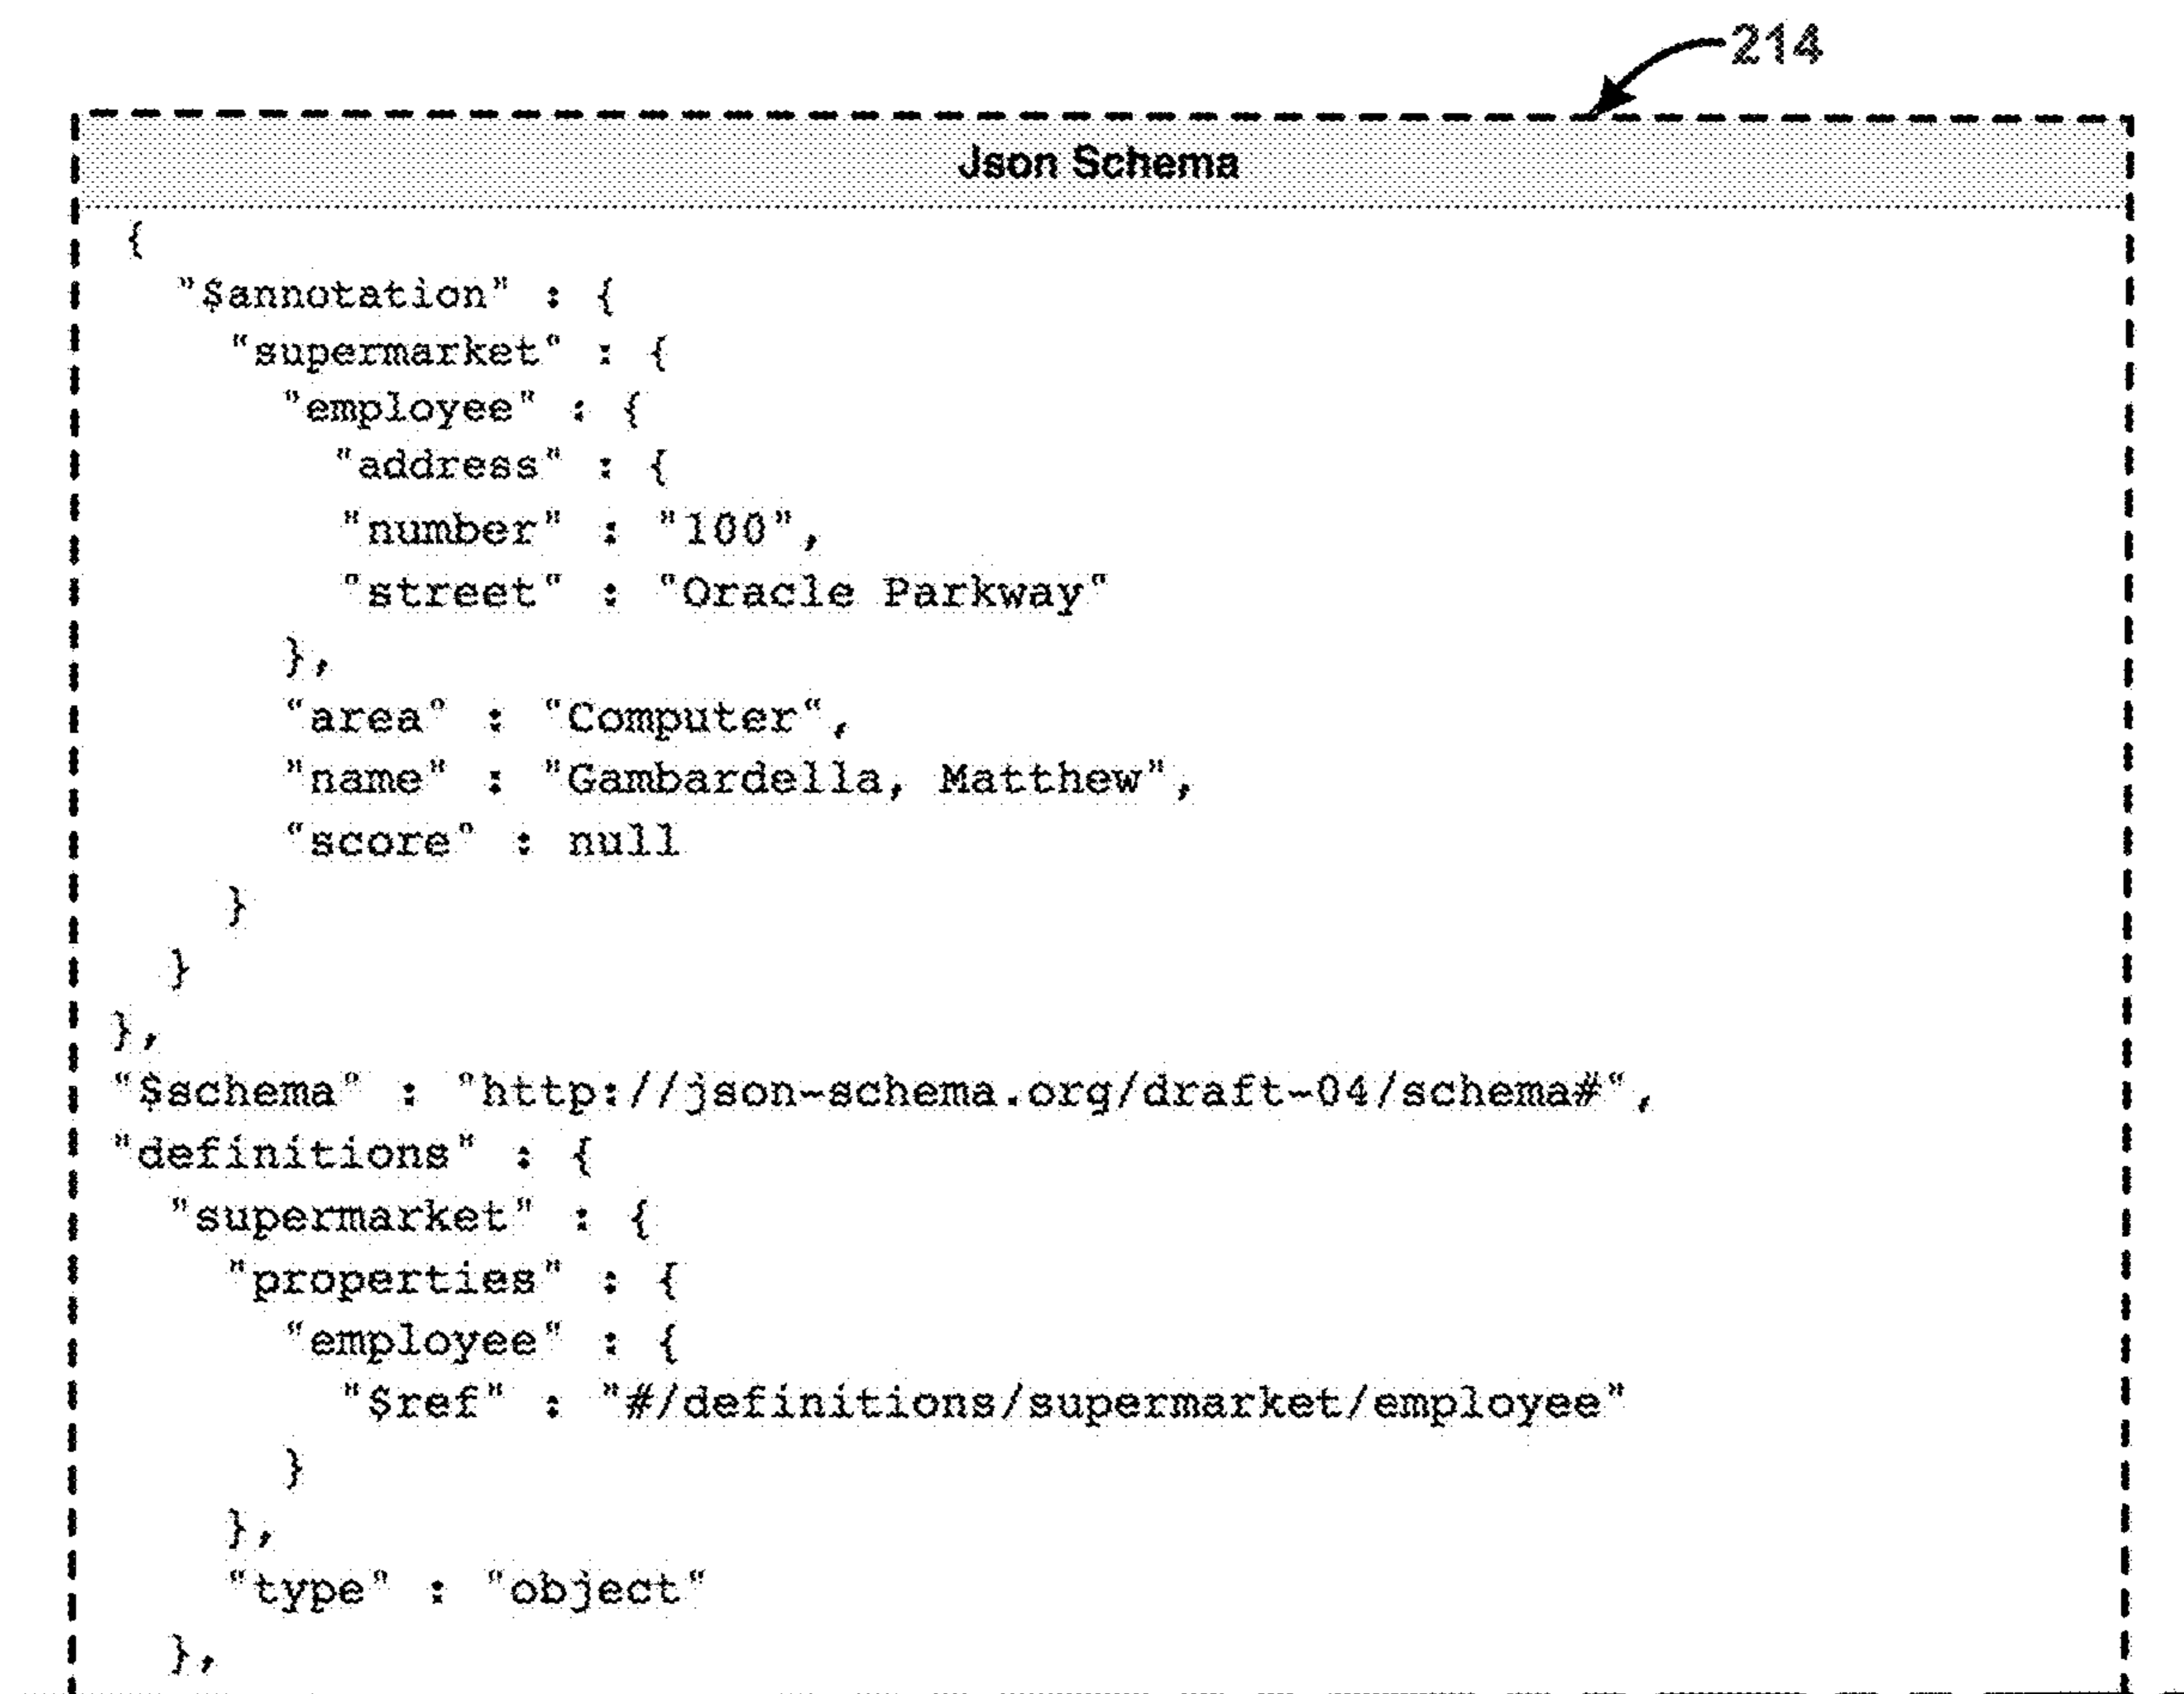 214
Json Schema
{
"$annotation" : {
"supermarket" : {
"employee" : {
"address" : {
"number" : "100",
"street" : "Oracle Parkway"
},
"area" : "Computer",
"name" : "Gambardella, Matthew",
"score" : null
}
}
},
"$schema" : "http://json-schema.org/draft-04/schema#",
"definitions" : {
"supermarket" : {
"properties" : {
"employee" : {
"$ref" : "#/definitions/supermarket/employee"
}
},
"type" : "object"
},